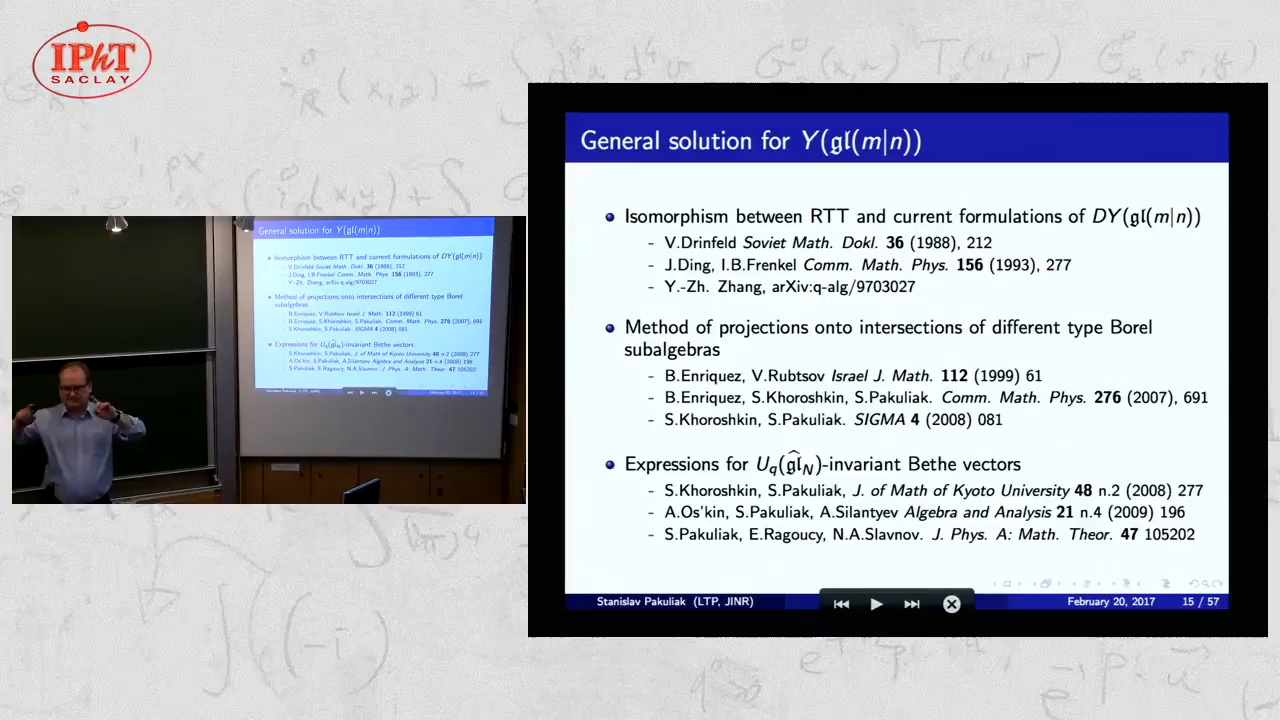 IPhT
SACLAY
General solution for Y(𝔤𝔩(m|n))
Isomorphism between RTT and current formulations of DY(𝔤𝔩(m|n))
- V.Drinfeld Soviet Math. Dokl. 36 (1988), 212
- J.Ding, I.B.Frenkel Comm. Math. Phys. 156 (1993), 277
- Y.-Zh. Zhang, arXiv:q-alg/9703027
Method of projections onto intersections of different type Borel
subalgebras
- B.Enriquez, V.Rubtsov Israel J. Math. 112 (1999) 61
- B.Enriquez, S.Khoroshkin, S.Pakuliak. Comm. Math. Phys. 276 (2007), 691
- S.Khoroshkin, S.Pakuliak. SIGMA 4 (2008) 081
Expressions for U_q(𝔤𝔩̂_N)-invariant Bethe vectors
- S.Khoroshkin, S.Pakuliak, J. of Math of Kyoto University 48 n.2 (2008) 277
- A.Os'kin, S.Pakuliak, A.Silantyev Algebra and Analysis 21 n.4 (2009) 196
- S.Pakuliak, E.Ragoucy, N.A.Slavnov. J. Phys. A: Math. Theor. 47 105202
Stanislav Pakuliak (LTP, JINR) February 20, 2017 15 / 57